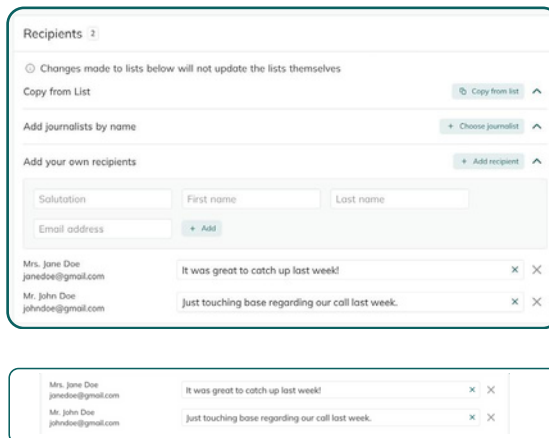 Recipients 2
Changes made to lists below will not update the lists themselves
Copy from List Copy from list
Add journalists by name + Choose journalist
Add your own recipients + Add recipient
Salutation First name Last name
Email address + Add
Mrs. Jane Doe
janedoe@gmail.com It was great to catch up last week!
Mr. John Doe
johndoe@gmail.com Just touching base regarding our call last week.
Mrs. Jane Doe
janedoe@gmail.com It was great to catch up last week!
Mr. John Doe
johndoe@gmail.com Just touching base regarding our call last week.